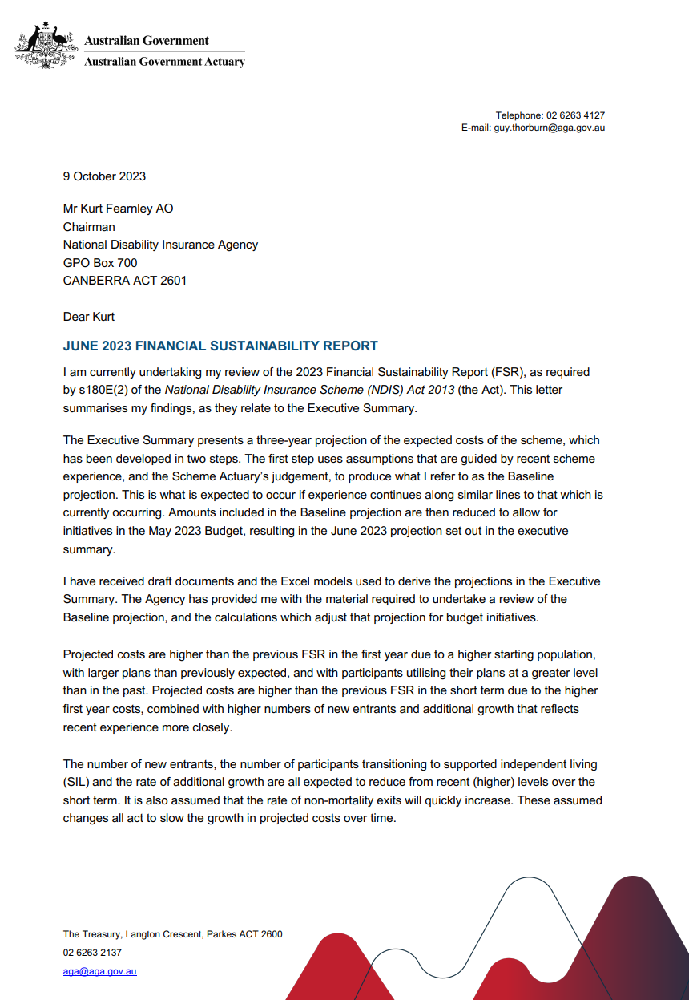 Australian Government
Australian Government Actuary
Telephone: 02 6263 4127
E-mail: guy.thorburn@aga.gov.au
9 October 2023
Mr Kurt Fearnley AO
Chairman
National Disability Insurance Agency
GPO Box 700
CANBERRA ACT 2601
Dear Kurt
JUNE 2023 FINANCIAL SUSTAINABILITY REPORT
I am currently undertaking my review of the 2023 Financial Sustainability Report (FSR), as required
by s180E(2) of the National Disability Insurance Scheme (NDIS) Act 2013 (the Act). This letter
summarises my findings, as they relate to the Executive Summary.
The Executive Summary presents a three-year projection of the expected costs of the scheme, which
has been developed in two steps. The first step uses assumptions that are guided by recent scheme
experience, and the Scheme Actuary's judgement, to produce what I refer to as the Baseline
projection. This is what is expected to occur if experience continues along similar lines to that which is
currently occurring. Amounts included in the Baseline projection are then reduced to allow for
initiatives in the May 2023 Budget, resulting in the June 2023 projection set out in the executive
summary.
I have received draft documents and the Excel models used to derive the projections in the Executive
Summary. The Agency has provided me with the material required to undertake a review of the
Baseline projection, and the calculations which adjust that projection for budget initiatives.
Projected costs are higher than the previous FSR in the first year due to a higher starting population,
with larger plans than previously expected, and with participants utilising their plans at a greater level
than in the past. Projected costs are higher than the previous FSR in the short term due to the higher
first year costs, combined with higher numbers of new entrants and additional growth that reflects
recent experience more closely.
The number of new entrants, the number of participants transitioning to supported independent living
(SIL) and the rate of additional growth are all expected to reduce from recent (higher) levels over the
short term. It is also assumed that the rate of non-mortality exits will quickly increase. These assumed
changes all act to slow the growth in projected costs over time.
The Treasury, Langton Crescent, Parkes ACT 2600
02 6263 2137
aga@aga.gov.au